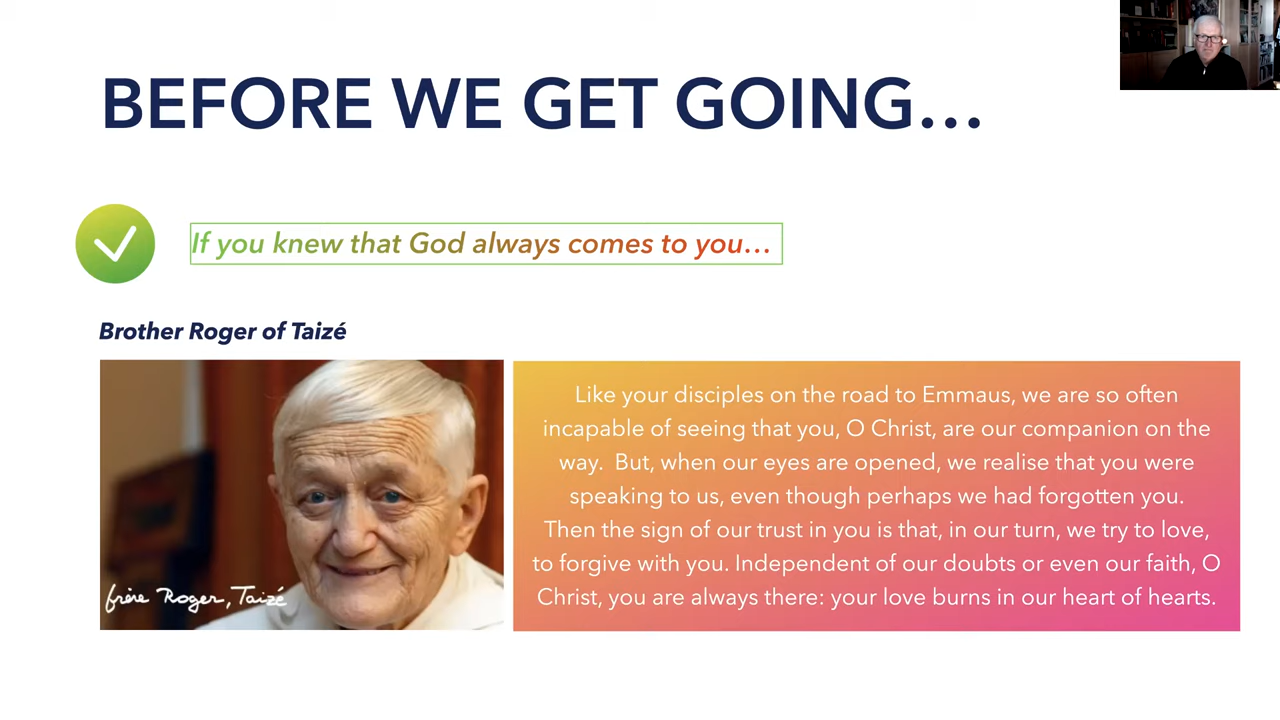 BEFORE WE GET GOING…
If you knew that God always comes to you…
Brother Roger of Taizé
frère Roger, Taizé
Like your disciples on the road to Emmaus, we are so often
incapable of seeing that you, O Christ, are our companion on the
way.  But, when our eyes are opened, we realise that you were
speaking to us, even though perhaps we had forgotten you.
Then the sign of our trust in you is that, in our turn, we try to love,
to forgive with you. Independent of our doubts or even our faith, O
Christ, you are always there: your love burns in our heart of hearts.